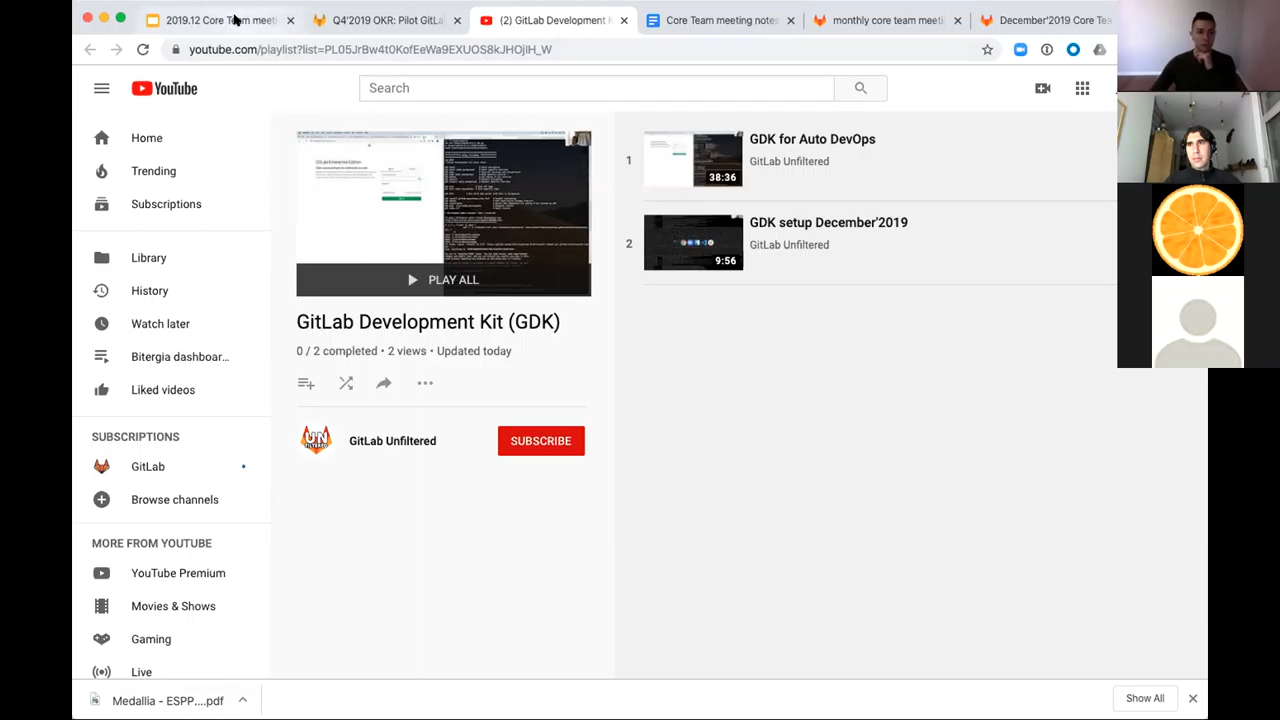 2019.12 Core Team meeti
Q4'2019 OKR: Pilot GitLa
(2) GitLab Development K
Core Team meeting notes
monthly core team meeti
December'2019 Core Tea
youtube.com/playlist?list=PL05JrBw4t0KofEeWa9EXUOS8kJHOjlH_W
YouTube
Search
Home
Trending
Subscriptions
Library
History
Watch later
Bitergia dashboar...
Liked videos
SUBSCRIPTIONS
GitLab
Browse channels
MORE FROM YOUTUBE
YouTube Premium
Movies & Shows
Gaming
Live
PLAY ALL
GitLab Development Kit (GDK)
0 / 2 completed • 2 views • Updated today
UN
FILTERED
GitLab Unfiltered
SUBSCRIBE
1
38:36
GDK for Auto DevOps
GitLab Unfiltered
2
9:56
GDK setup December 2019
GitLab Unfiltered
Medallia - ESPP....pdf
Show All